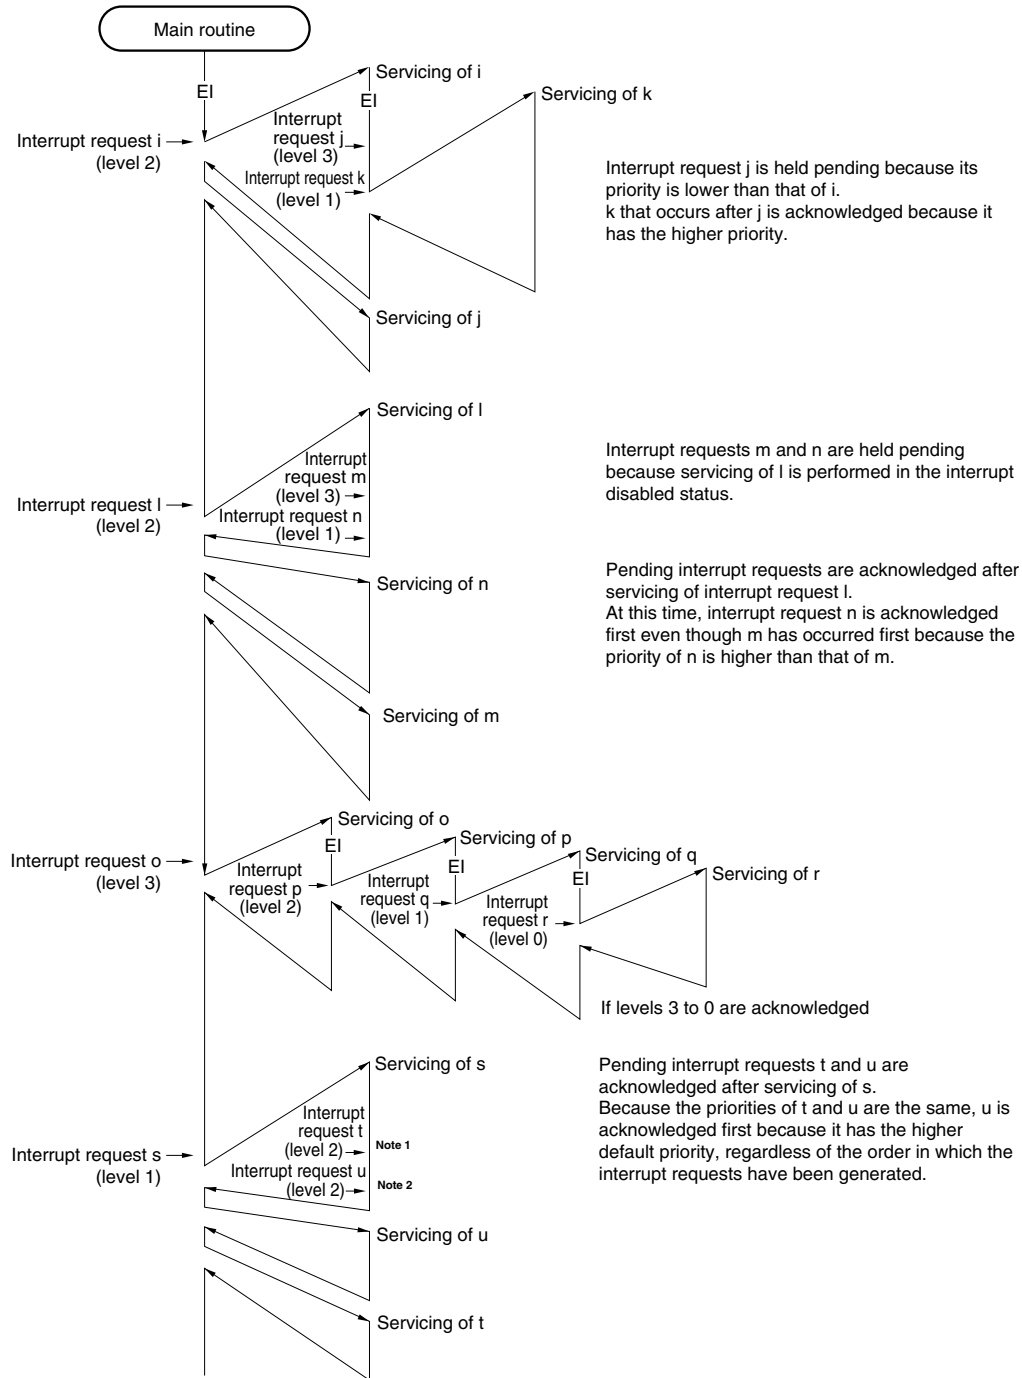 Main routine
EI
Servicing of i
EI
Servicing of k
Interrupt request i
(level 2)
Interrupt
request j
(level 3)
Interrupt request k
(level 1)
Interrupt request j is held pending because its
priority is lower than that of i.
k that occurs after j is acknowledged because it
has the higher priority.
Servicing of j
Servicing of l
Interrupt request l
(level 2)
Interrupt
request m
(level 3)
Interrupt request n
(level 1)
Interrupt requests m and n are held pending
because servicing of l is performed in the interrupt
disabled status.
Servicing of n
Pending interrupt requests are acknowledged after
servicing of interrupt request l.
At this time, interrupt request n is acknowledged
first even though m has occurred first because the
priority of n is higher than that of m.
Servicing of m
Interrupt request o
(level 3)
Servicing of o
EI
Interrupt
request p
(level 2)
Servicing of p
EI
Interrupt
request q
(level 1)
Servicing of q
EI
Interrupt
request r
(level 0)
Servicing of r
If levels 3 to 0 are acknowledged
Servicing of s
Interrupt request s
(level 1)
Interrupt
request t
(level 2)
Note 1
Interrupt request u
(level 2)
Note 2
Pending interrupt requests t and u are
acknowledged after servicing of s.
Because the priorities of t and u are the same, u is
acknowledged first because it has the higher
default priority, regardless of the order in which the
interrupt requests have been generated.
Servicing of u
Servicing of t